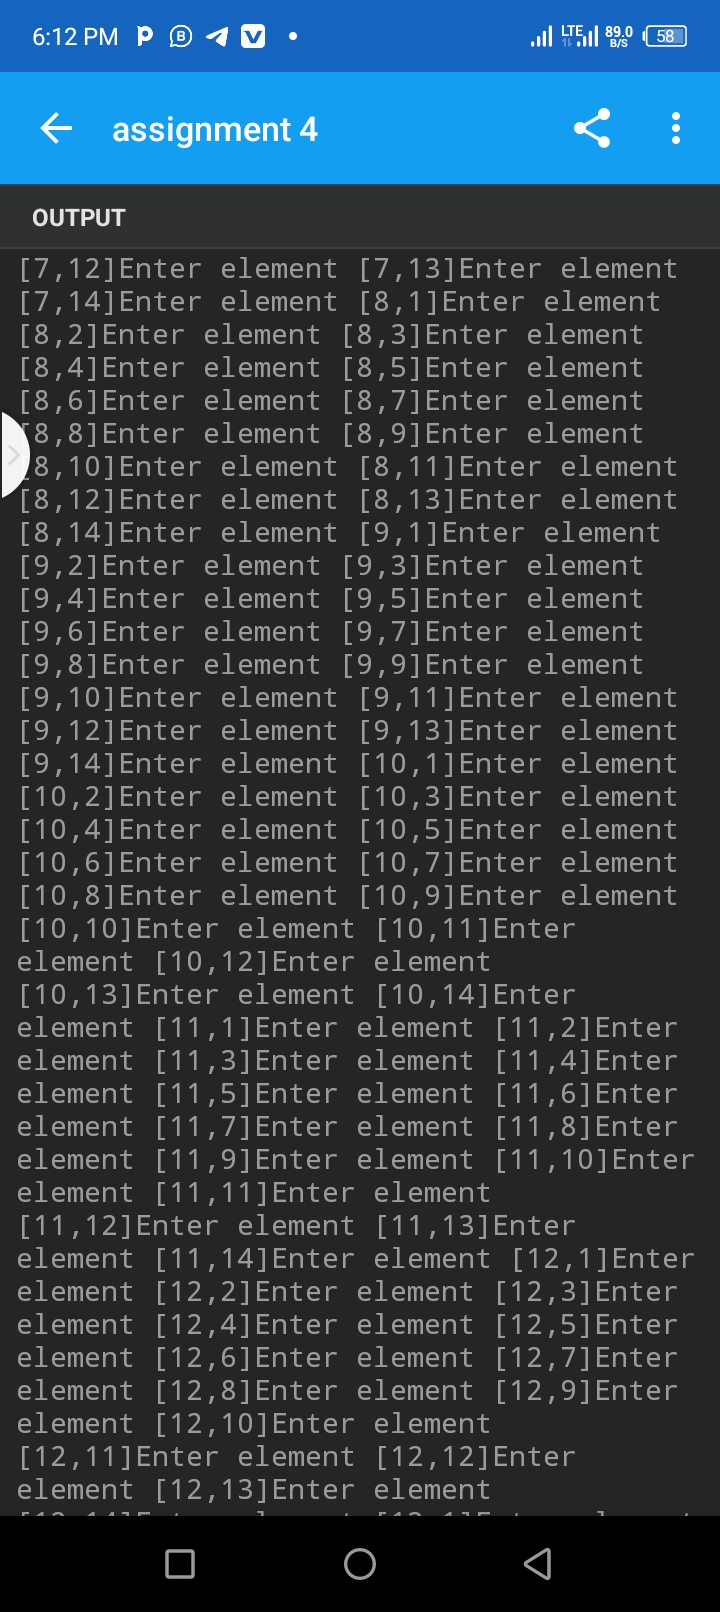 6:12 PM
LTE
89.0
B/S
58
assignment 4
OUTPUT
[7,12]Enter element [7,13]Enter element
[7,14]Enter element [8,1]Enter element
[8,2]Enter element [8,3]Enter element
[8,4]Enter element [8,5]Enter element
[8,6]Enter element [8,7]Enter element
[8,8]Enter element [8,9]Enter element
[8,10]Enter element [8,11]Enter element
[8,12]Enter element [8,13]Enter element
[8,14]Enter element [9,1]Enter element
[9,2]Enter element [9,3]Enter element
[9,4]Enter element [9,5]Enter element
[9,6]Enter element [9,7]Enter element
[9,8]Enter element [9,9]Enter element
[9,10]Enter element [9,11]Enter element
[9,12]Enter element [9,13]Enter element
[9,14]Enter element [10,1]Enter element
[10,2]Enter element [10,3]Enter element
[10,4]Enter element [10,5]Enter element
[10,6]Enter element [10,7]Enter element
[10,8]Enter element [10,9]Enter element
[10,10]Enter element [10,11]Enter
element [10,12]Enter element
[10,13]Enter element [10,14]Enter
element [11,1]Enter element [11,2]Enter
element [11,3]Enter element [11,4]Enter
element [11,5]Enter element [11,6]Enter
element [11,7]Enter element [11,8]Enter
element [11,9]Enter element [11,10]Enter
element [11,11]Enter element
[11,12]Enter element [11,13]Enter
element [11,14]Enter element [12,1]Enter
element [12,2]Enter element [12,3]Enter
element [12,4]Enter element [12,5]Enter
element [12,6]Enter element [12,7]Enter
element [12,8]Enter element [12,9]Enter
element [12,10]Enter element
[12,11]Enter element [12,12]Enter
element [12,13]Enter element